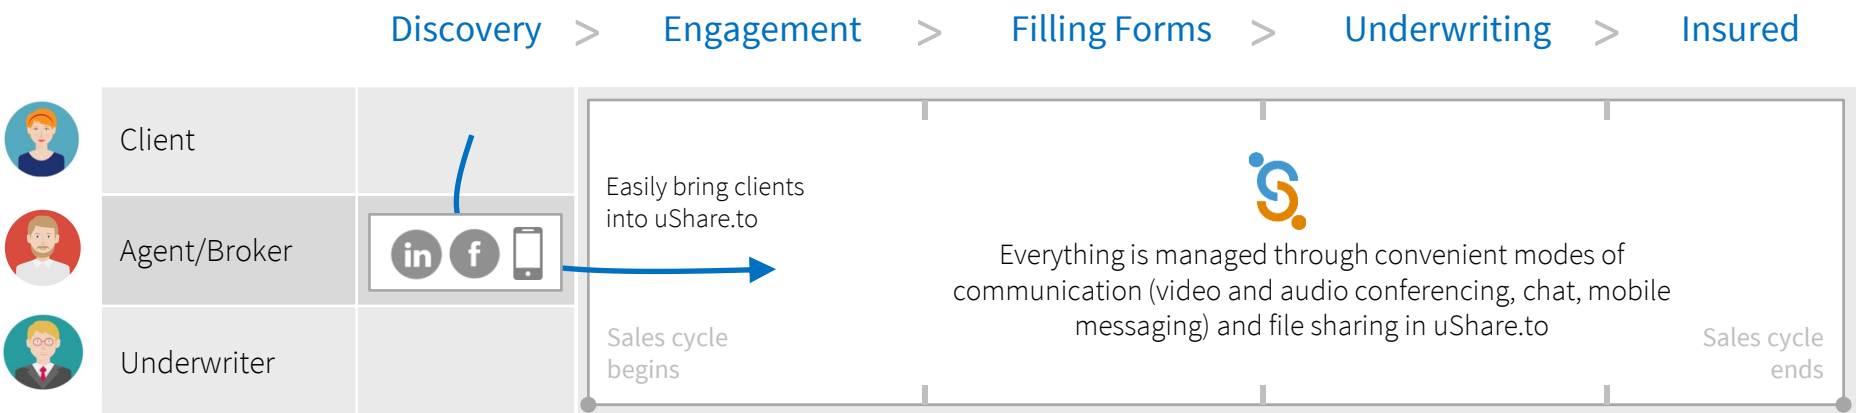 Discovery > Engagement > Filling Forms > Underwriting > Insured
Client
Easily bring clients
into uShare.to
Agent/Broker
in f
Everything is managed through convenient modes of
communication (video and audio conferencing, chat, mobile
messaging) and file sharing in uShare.to
Underwriter
Sales cycle
begins
Sales cycle
ends